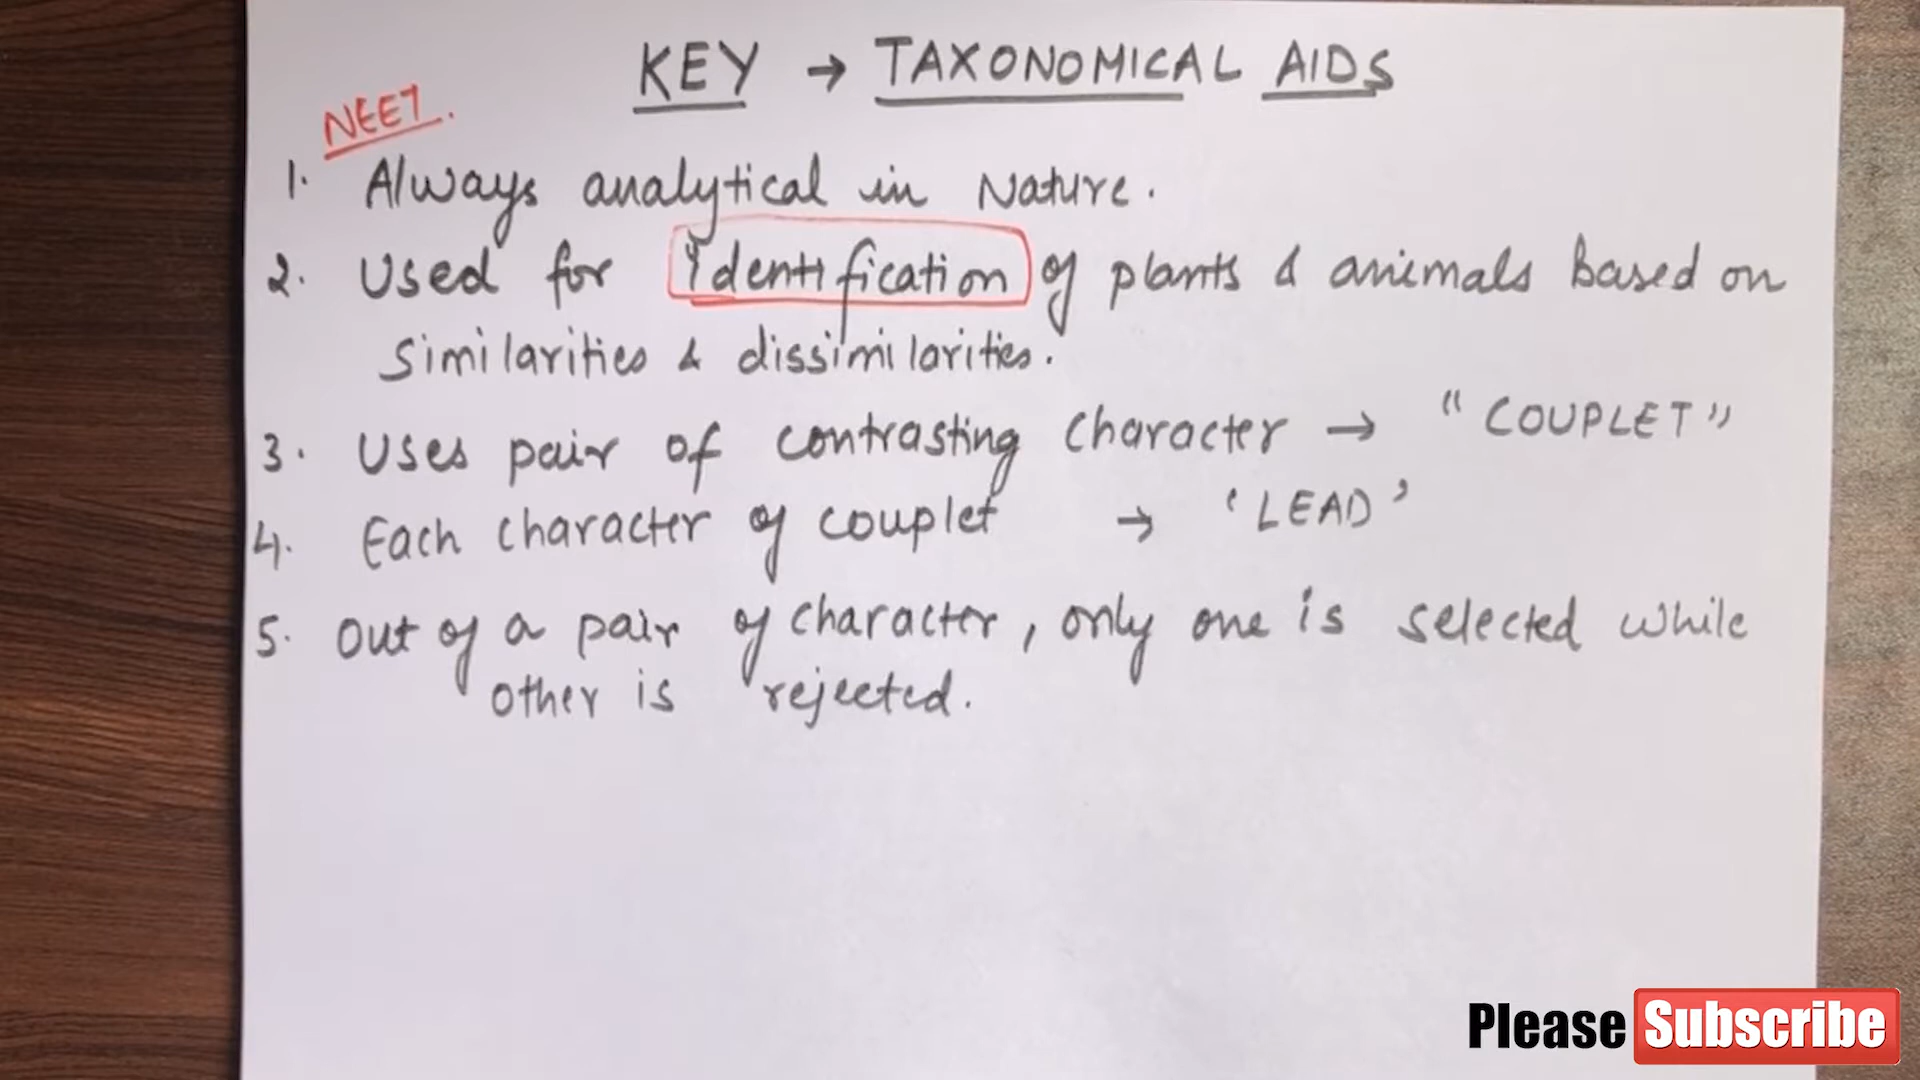 KEY → TAXONOMICAL AIDS
NEET.
1. Always analytical in Nature.
2. Used for Identification of plants & animals based on
similarities & dissimilarities.
3. Uses pair of contrasting character → "COUPLET"
4. Each character of couplet → 'LEAD'
5. Out of a pair of character, only one is selected while
other is rejected.
Please Subscribe